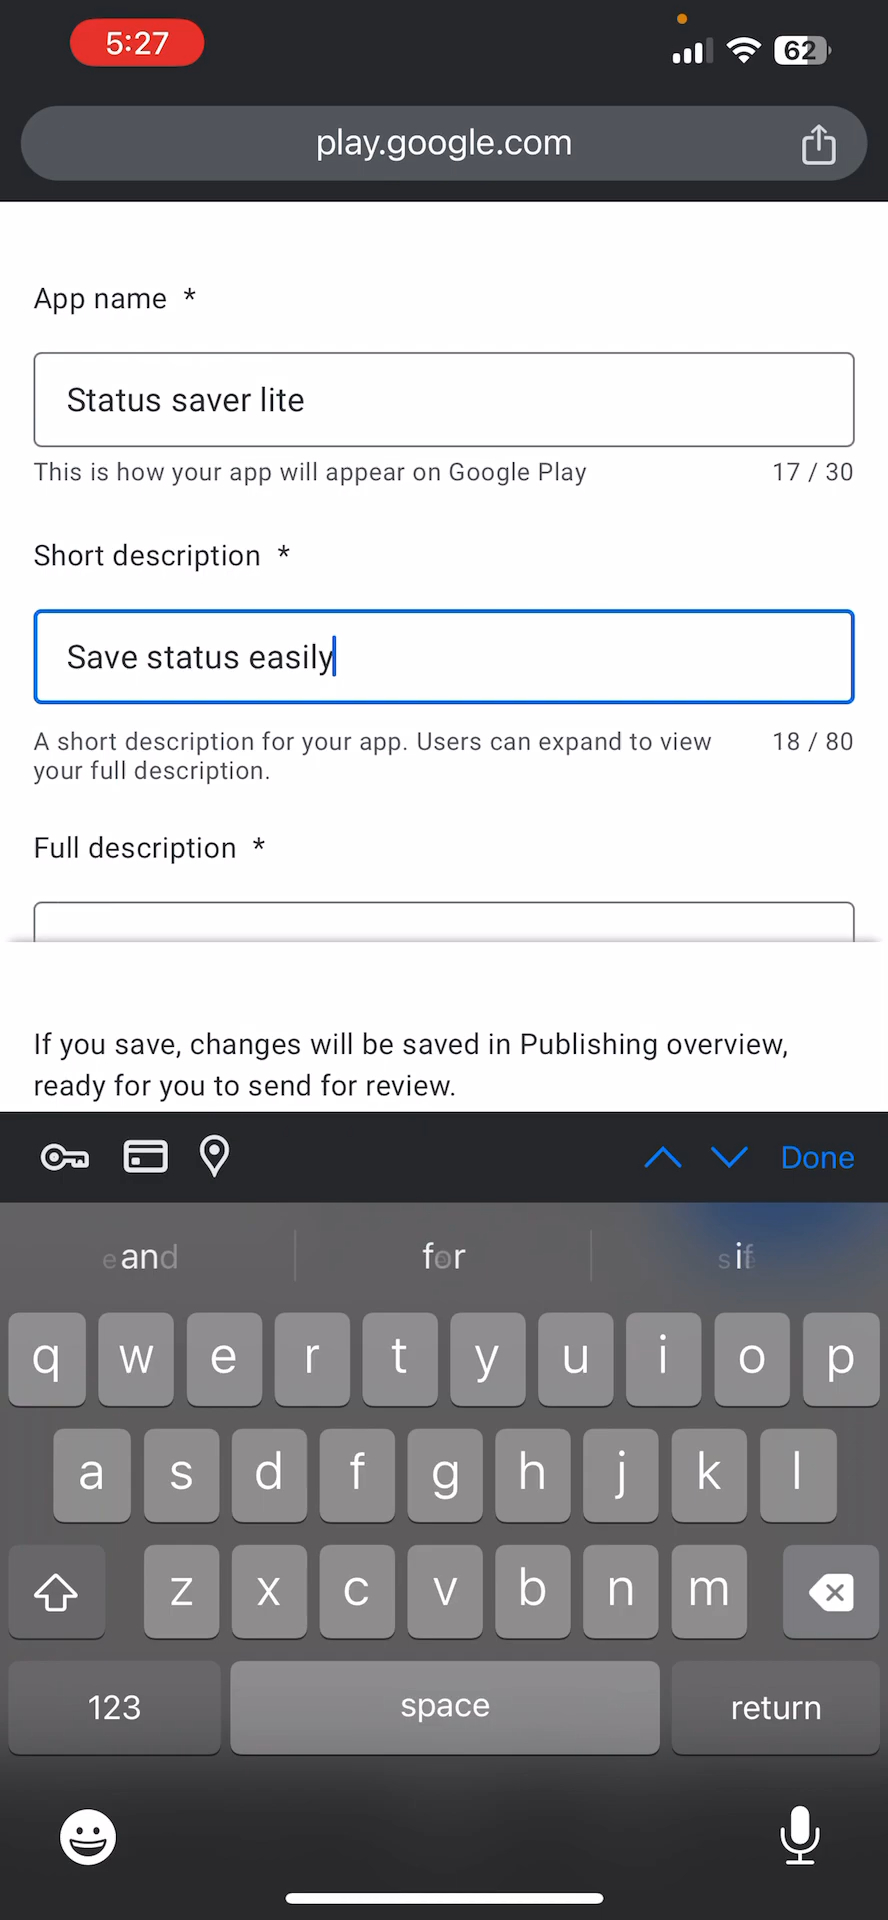 5:27
62
play.google.com
App name *
Status saver lite
This is how your app will appear on Google Play 17 / 30
Short description *
Save status easily
A short description for your app. Users can expand to view 18 / 80
your full description.
Full description *
If you save, changes will be saved in Publishing overview,
ready for you to send for review.
Done
and for if
q w e r t y u i o p
a s d f g h j k l
z x c v b n m
123 space return